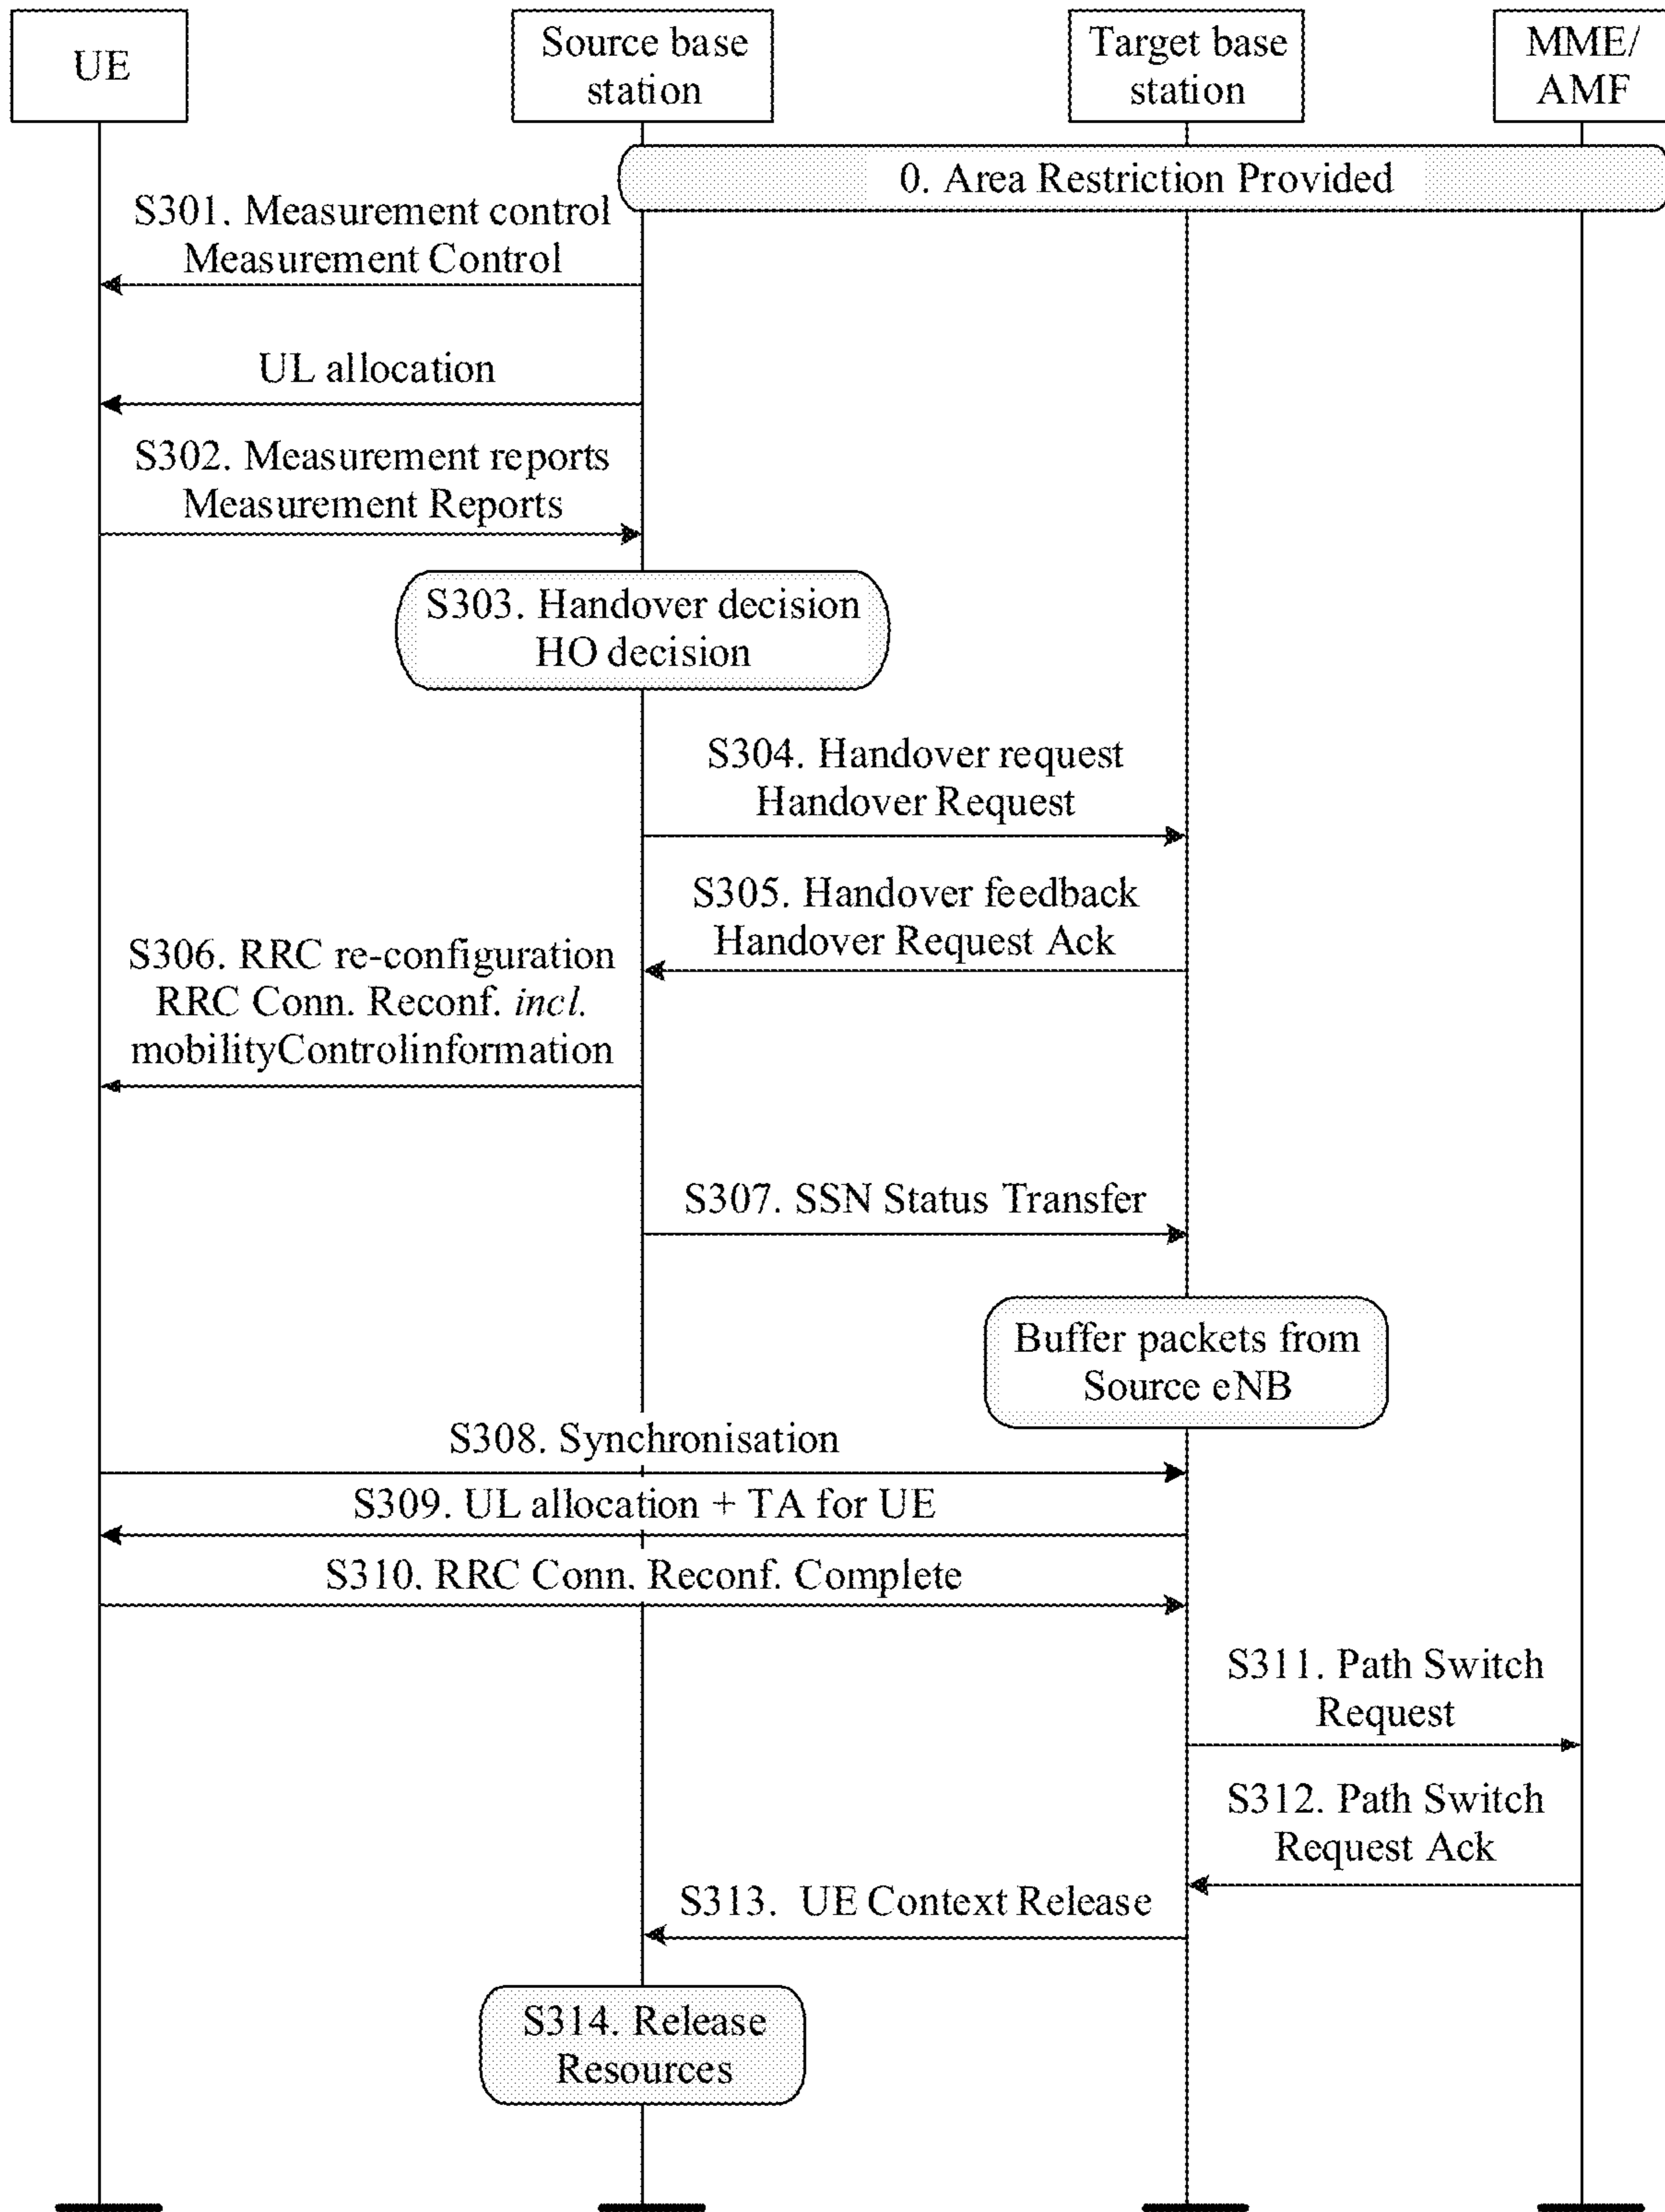 UE
Source base
station
Target base
station
MME/
AMF
0. Area Restriction Provided
S301. Measurement control
Measurement Control
UL allocation
S302. Measurement reports
Measurement Reports
S303. Handover decision
HO decision
S304. Handover request
Handover Request
S305. Handover feedback
Handover Request Ack
S306. RRC re-configuration
RRC Conn. Reconf. incl.
mobilityControlinformation
S307. SSN Status Transfer
Buffer packets from
Source eNB
S308. Synchronisation
S309. UL allocation + TA for UE
S310. RRC Conn. Reconf. Complete
S311. Path Switch
Request
S312. Path Switch
Request Ack
S313. UE Context Release
S314. Release
Resources